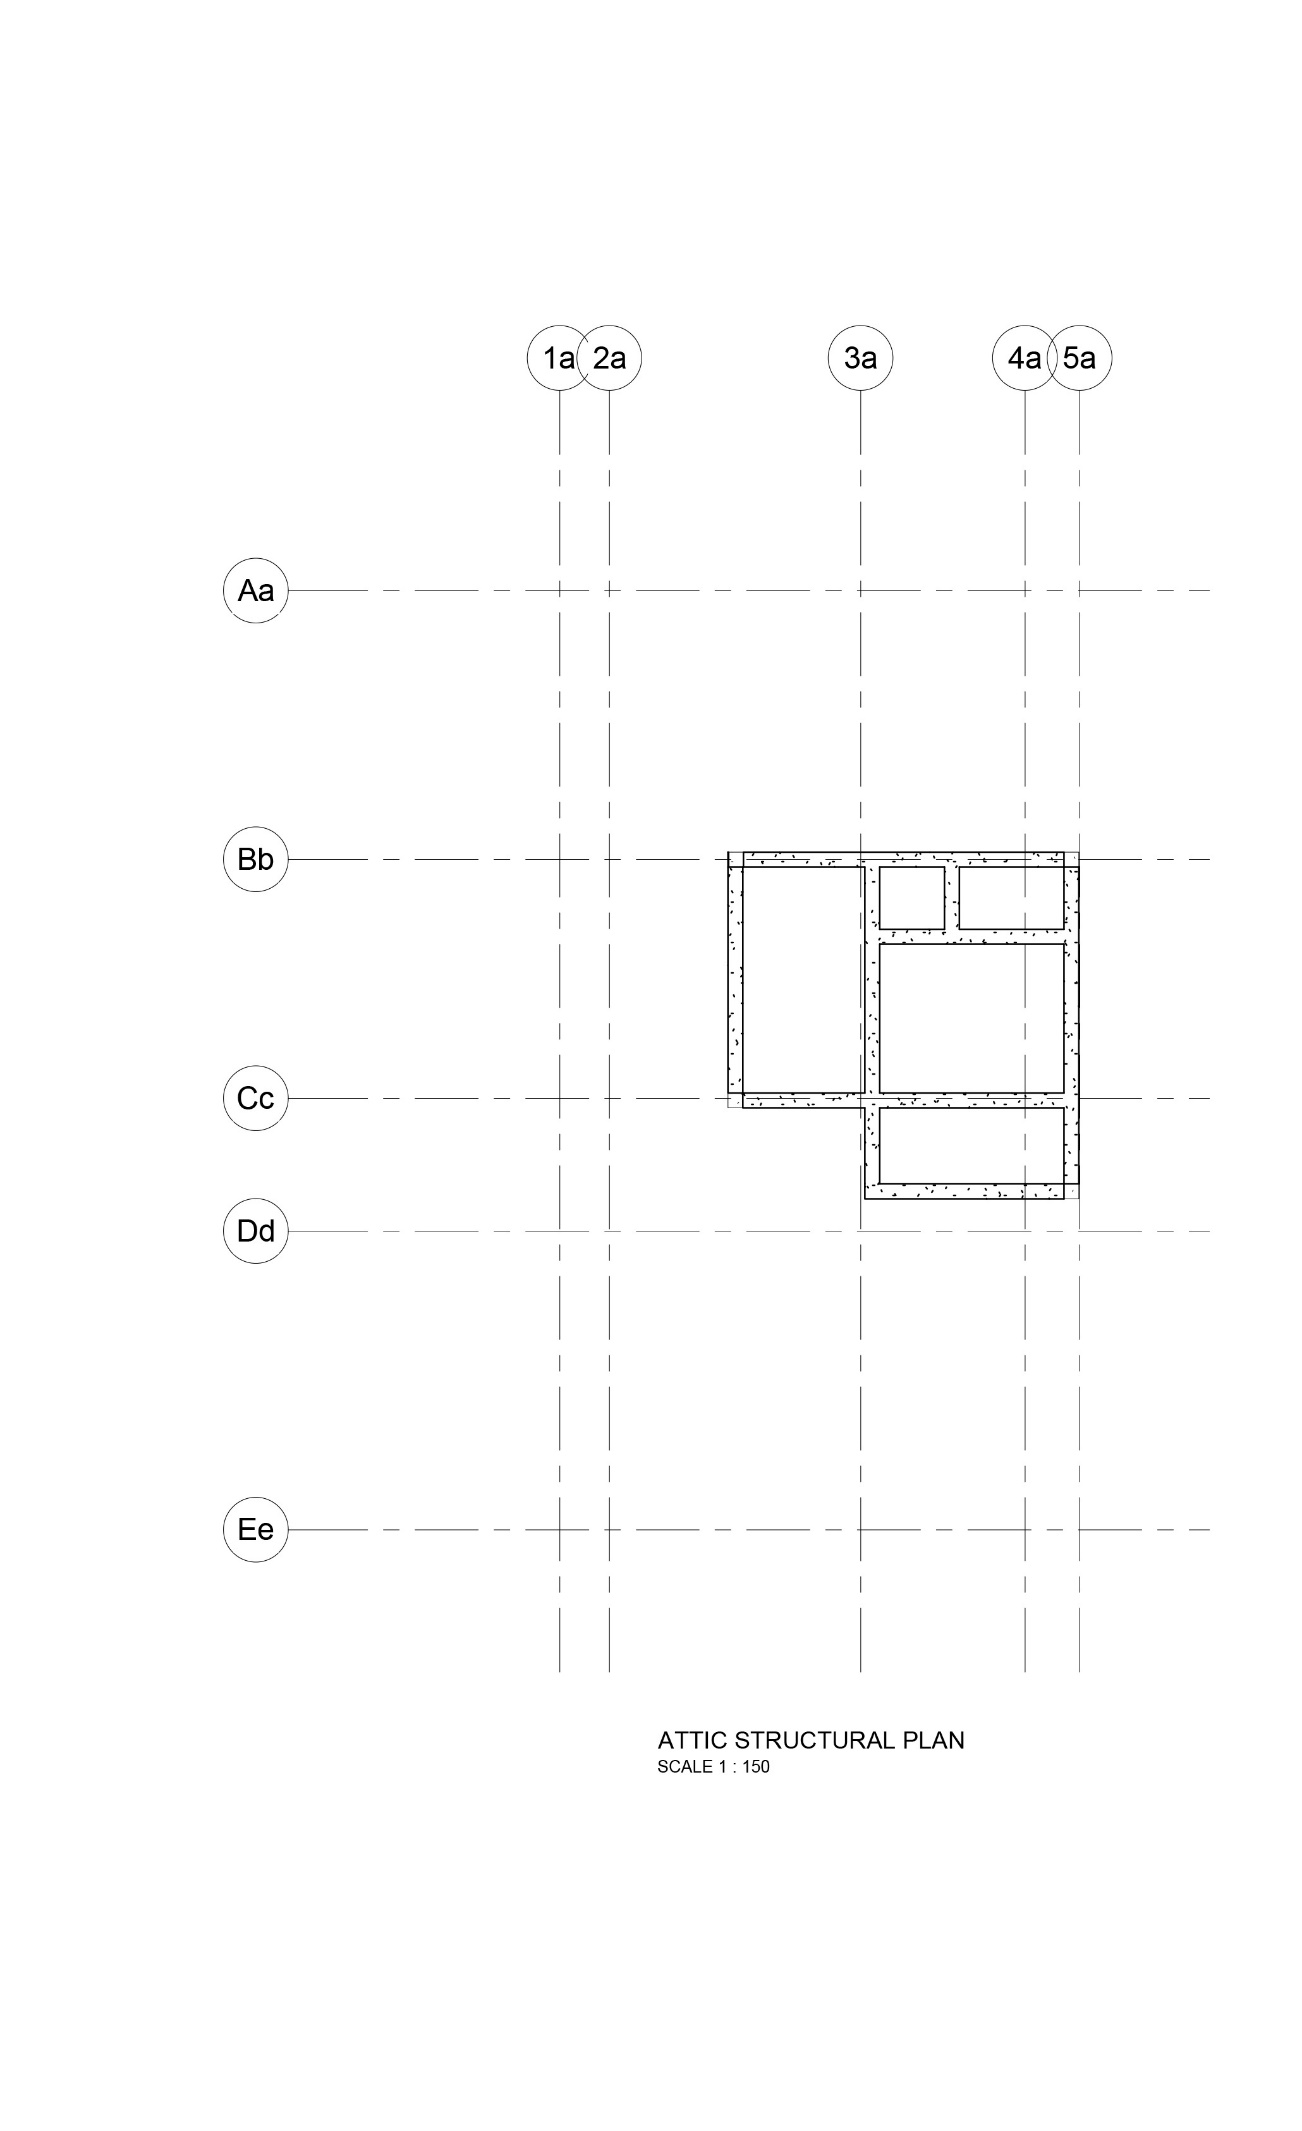 1a 2a 3a 4a 5a
Aa
Bb
Cc
Dd
Ee
ATTIC STRUCTURAL PLAN
SCALE 1 : 150